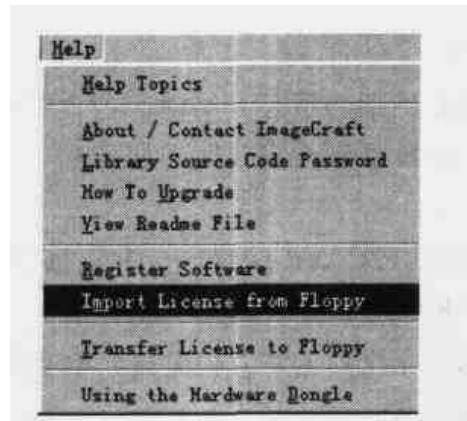 Help
Help Topics
About / Contact ImageCraft
Library Source Code Password
How To Upgrade
View Readme File
Register Software
Import License from Floppy
Transfer License to Floppy
Using the Hardware Dongle